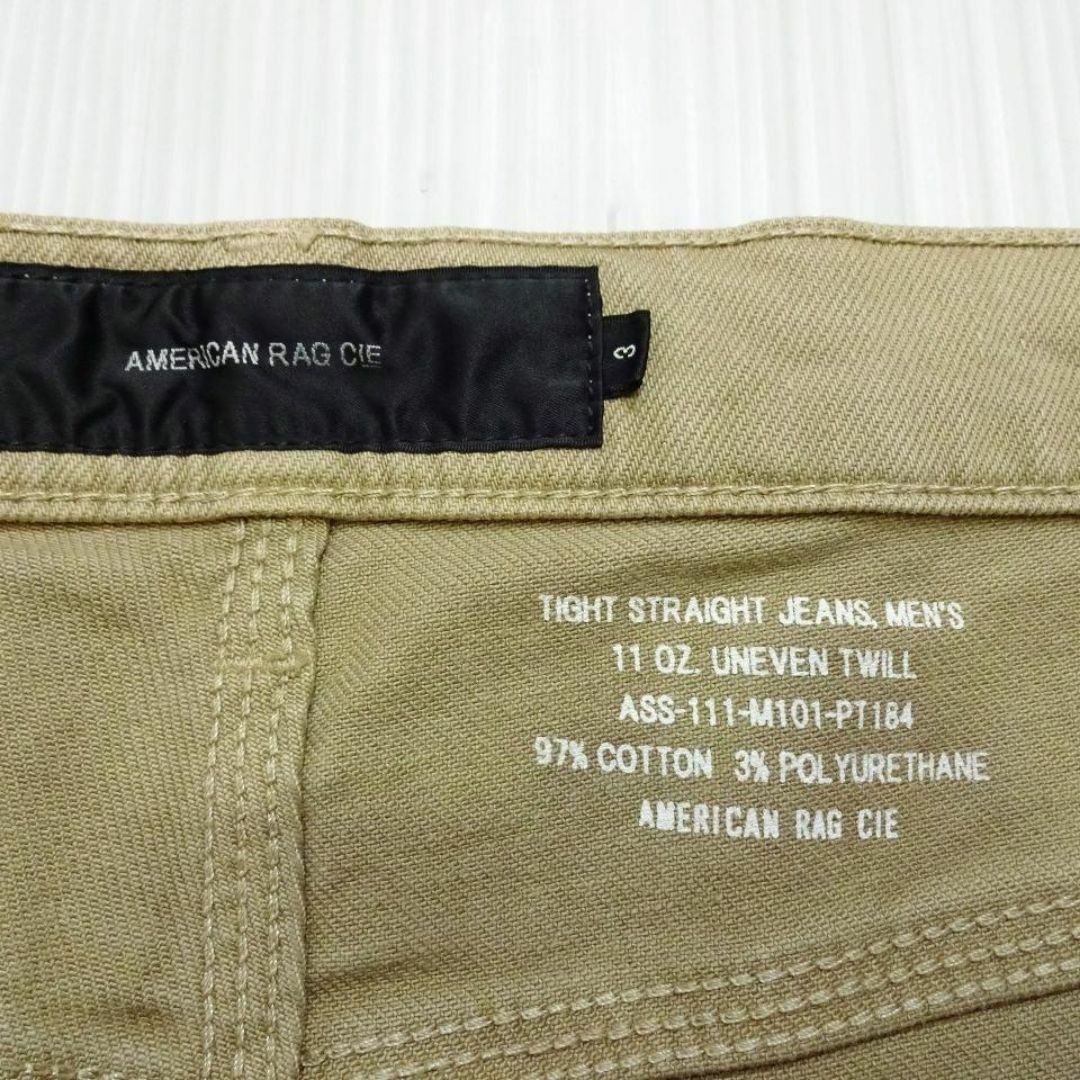 AMERICAN RAG CIE
3
TIGHT STRAIGHT JEANS, MEN'S
11 OZ. UNEVEN TWILL
ASS-111-M101-PT184
97% COTTON 3% POLYURETHANE
AMERICAN RAG CIE